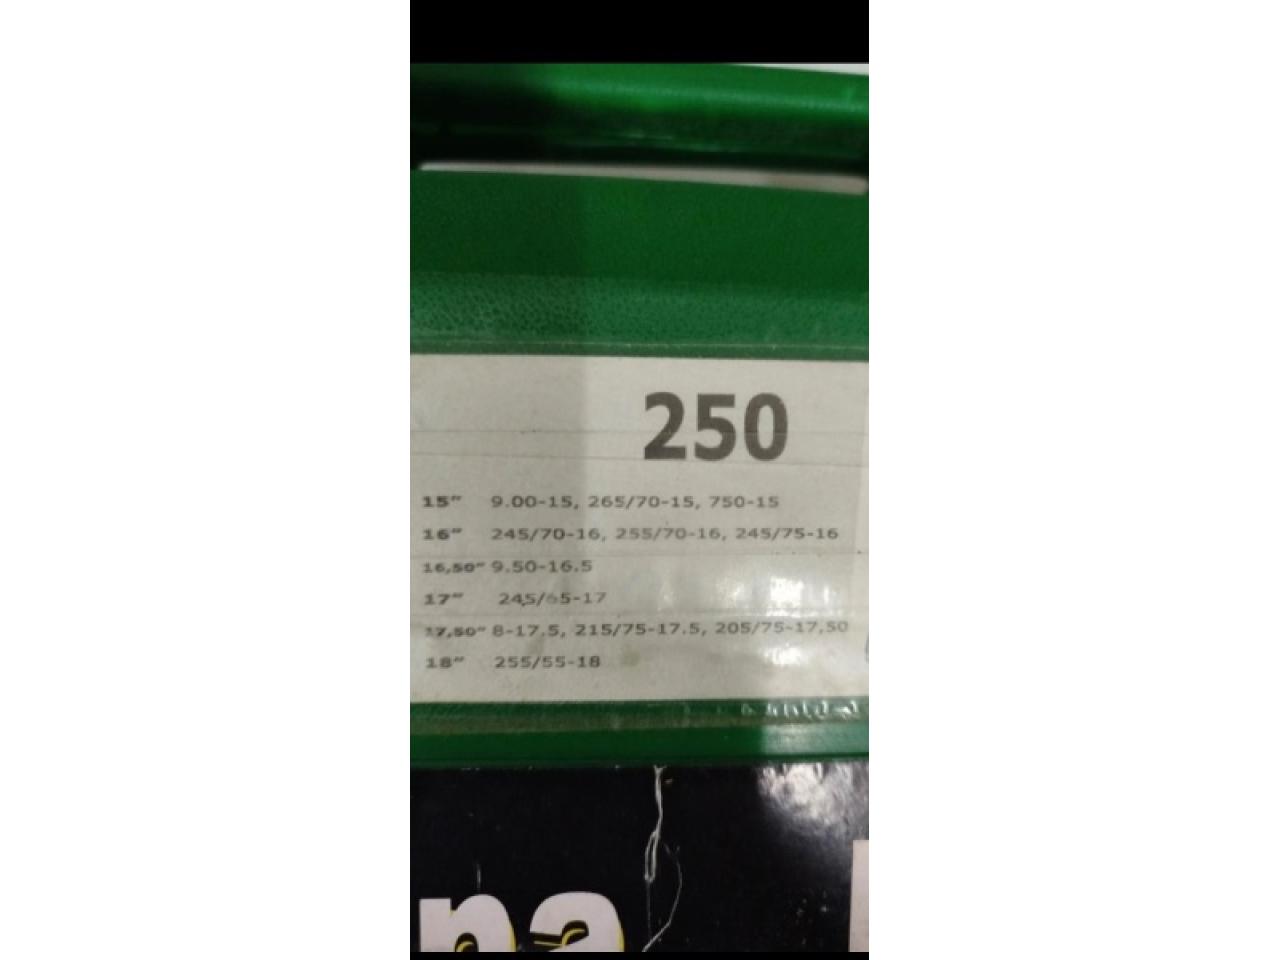 250
15" 9.00-15, 265/70-15, 750-15
16" 245/70-16, 255/70-16, 245/75-16
16,50" 9.50-16.5
17" 245/65-17
17,50" 8-17.5, 215/75-17.5, 205/75-17,50
18" 255/55-18
na